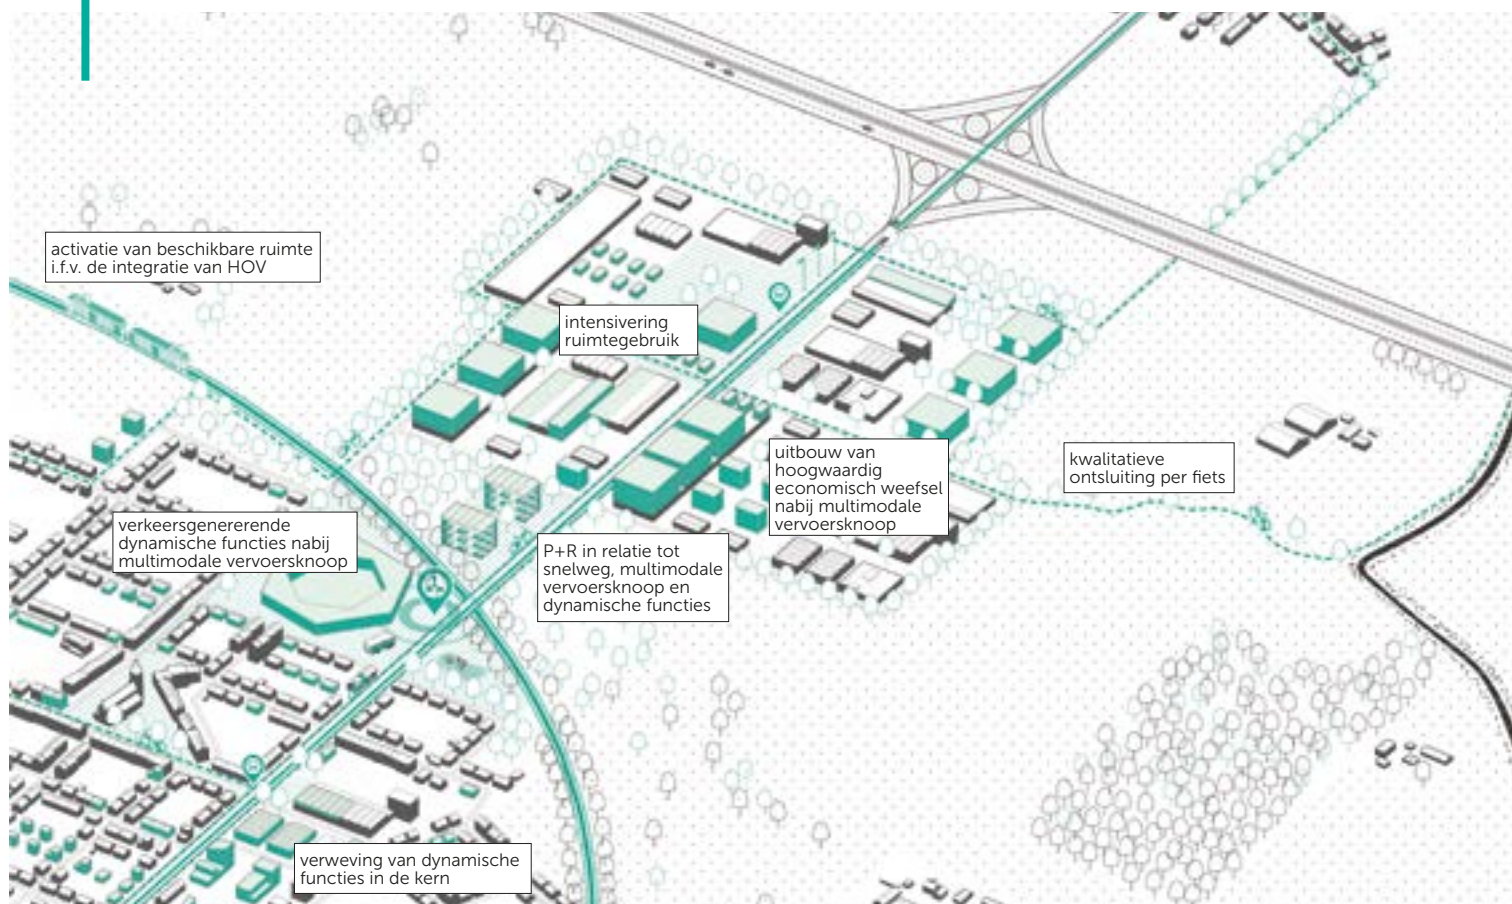 activatie van beschikbare ruimte
i.f.v. de integratie van HOV
intensivering
ruimtegebruik
uitbouw van
hoogwaardig
economisch weefsel
nabij multimodale
vervoersknoop
kwalitatieve
ontsluiting per fiets
verkeersgenererende
dynamische functies nabij
multimodale vervoersknoop
P+R in relatie tot
snelweg, multimodale
vervoersknoop en
dynamische functies
verweving van dynamische
functies in de kern